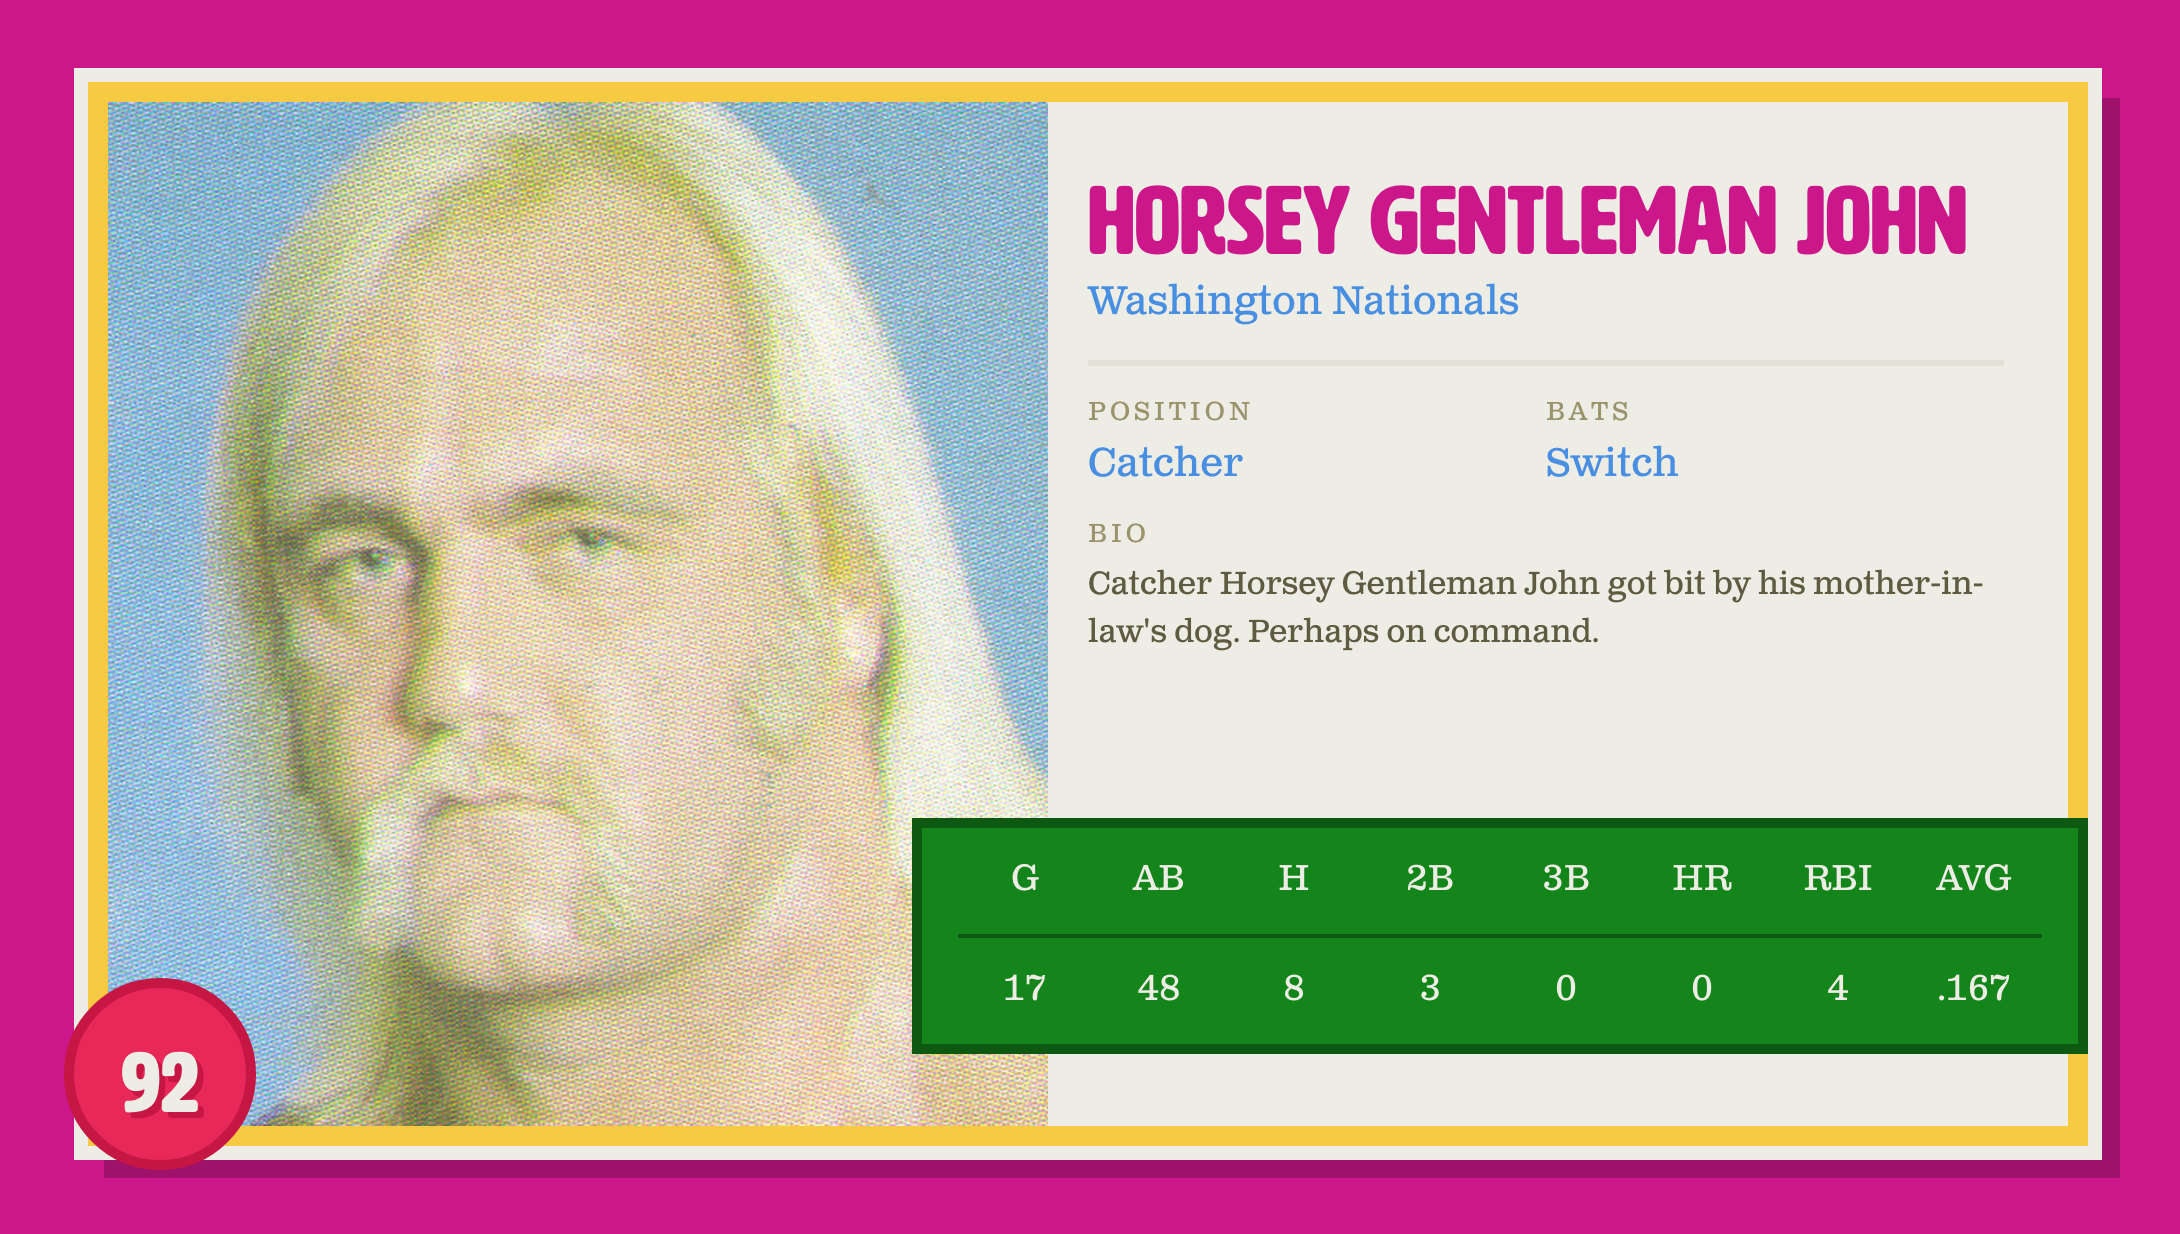 HORSEY GENTLEMAN JOHN
Washington Nationals
POSITION
BATS
Catcher
Switch
BIO
Catcher Horsey Gentleman John got bit by his mother-in-
law's dog. Perhaps on command.
G AB H 2B 3B HR RBI AVG
17 48 8 3 0 0 4 .167
92